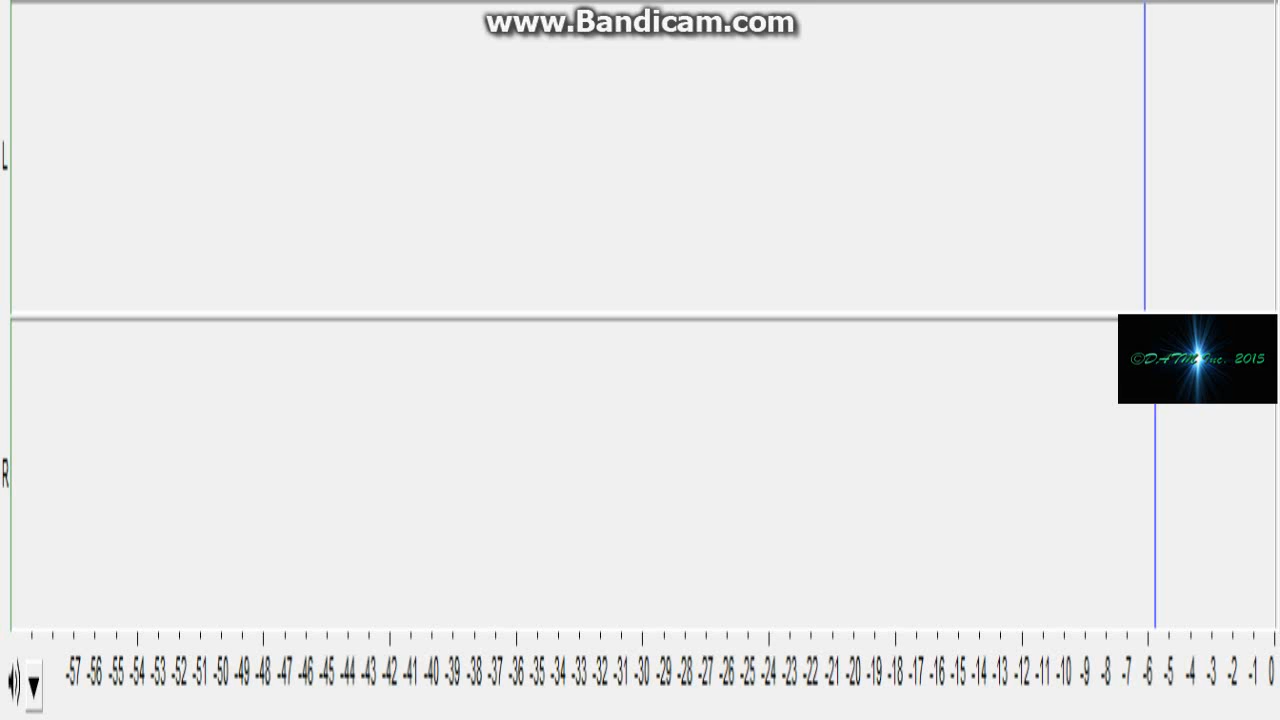 www.Bandicam.com
L
©DATM Inc. 2015
R
-57 -56 -55 -54 -53 -52 -51 -50 -49 -48 -47 -46 -45 -44 -43 -42 -41 -40 -39 -38 -37 -36 -35 -34 -33 -32 -31 -30 -29 -28 -27 -26 -25 -24 -23 -22 -21 -20 -19 -18 -17 -16 -15 -14 -13 -12 -11 -10 -9 -8 -7 -6 -5 -4 -3 -2 -1 0